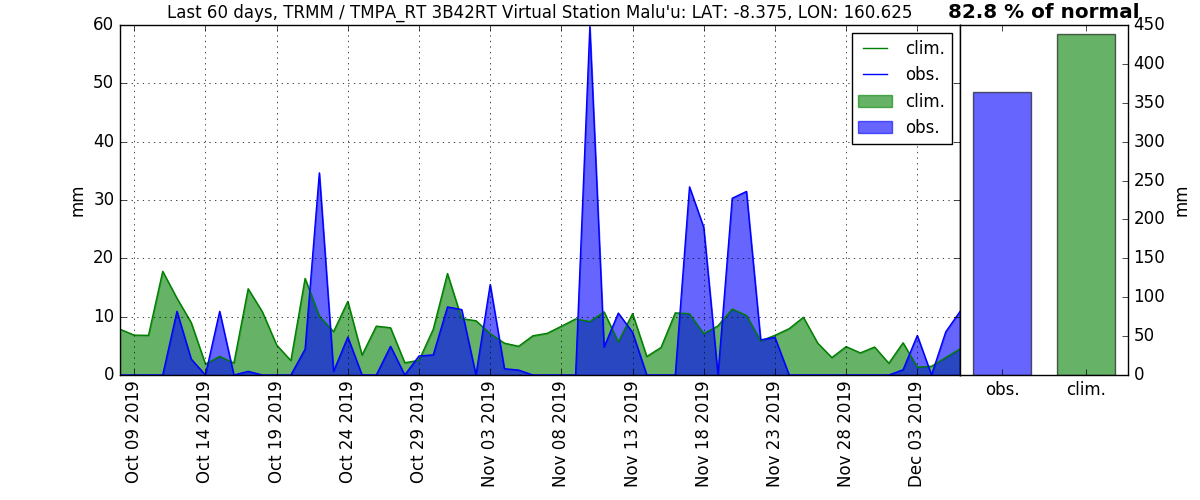 Last 60 days, TRMM / TMPA_RT 3B42RT Virtual Station Malu'u: LAT: -8.375, LON: 160.625
82.8 % of normal
60
50
40
30
20
10
0
mm
clim.
obs.
clim.
obs.
450
400
350
300
250
200
150
100
50
0
mm
obs.
clim.
Oct 09 2019
Oct 14 2019
Oct 19 2019
Oct 24 2019
Oct 29 2019
Nov 03 2019
Nov 08 2019
Nov 13 2019
Nov 18 2019
Nov 23 2019
Nov 28 2019
Dec 03 2019